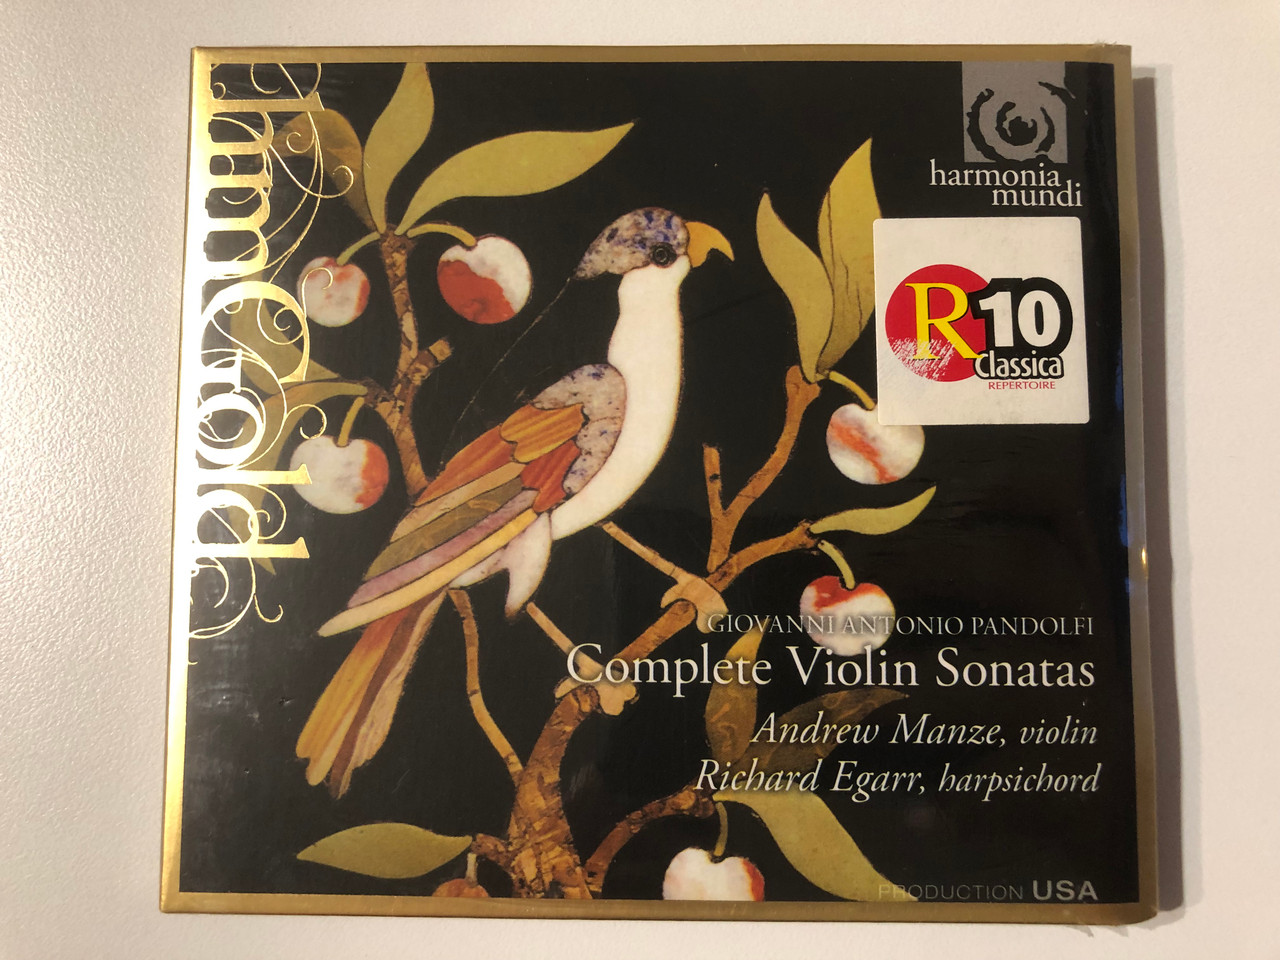 hmGold
harmonia
mundi
R10
Classica
REPERTOIRE
GIOVANNI ANTONIO PANDOLFI
Complete Violin Sonatas
Andrew Manze, violin
Richard Egarr, harpsichord
PRODUCTION USA